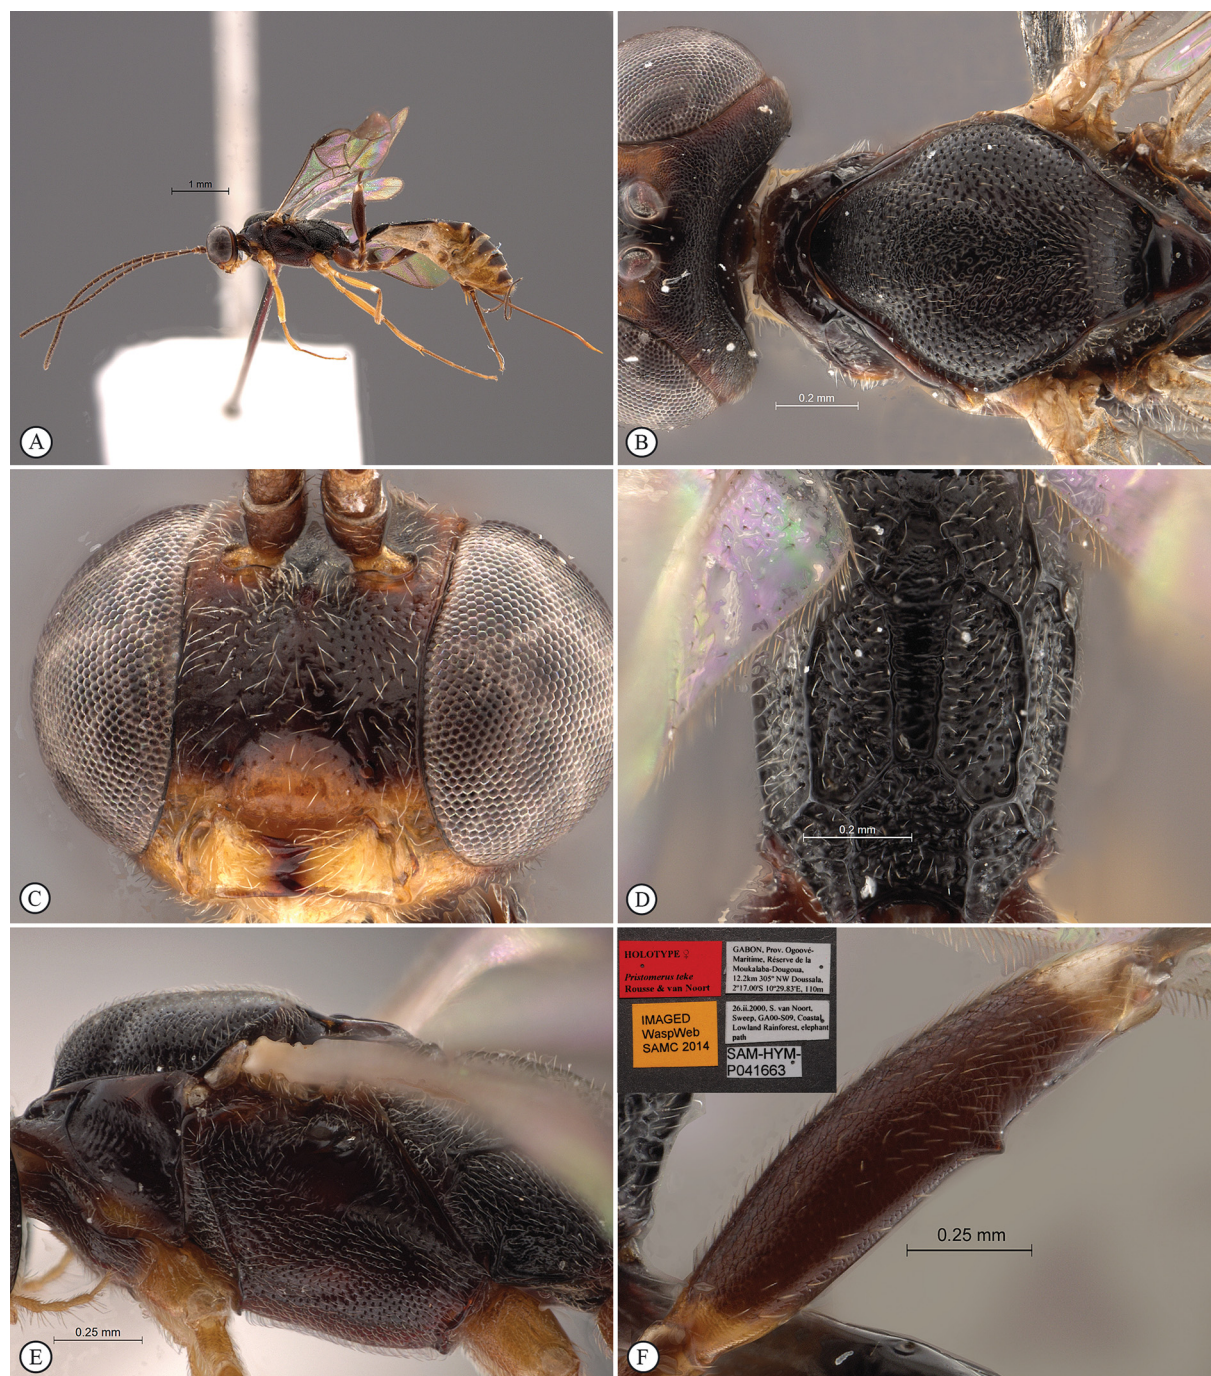 1 mm
A
0.2 mm
B
C
0.2 mm
D
0.25 mm
E
HOLOTYPE ♀
Pristomerus teke
Rousse & van Noort
GABON, Prov. Ogoové-
Maritime, Réserve de la
Moukalaba-Dougoua,
12.2km 305° NW Doussala,
2°17.00'S 10°29.83'E, 110m
IMAGED
WaspWeb
SAMC 2014
26.ii.2000, S. van Noort,
Sweep, GA00-S09, Coastal
Lowland Rainforest, elephant
path
SAM-HYM-
P041663
0.25 mm
F